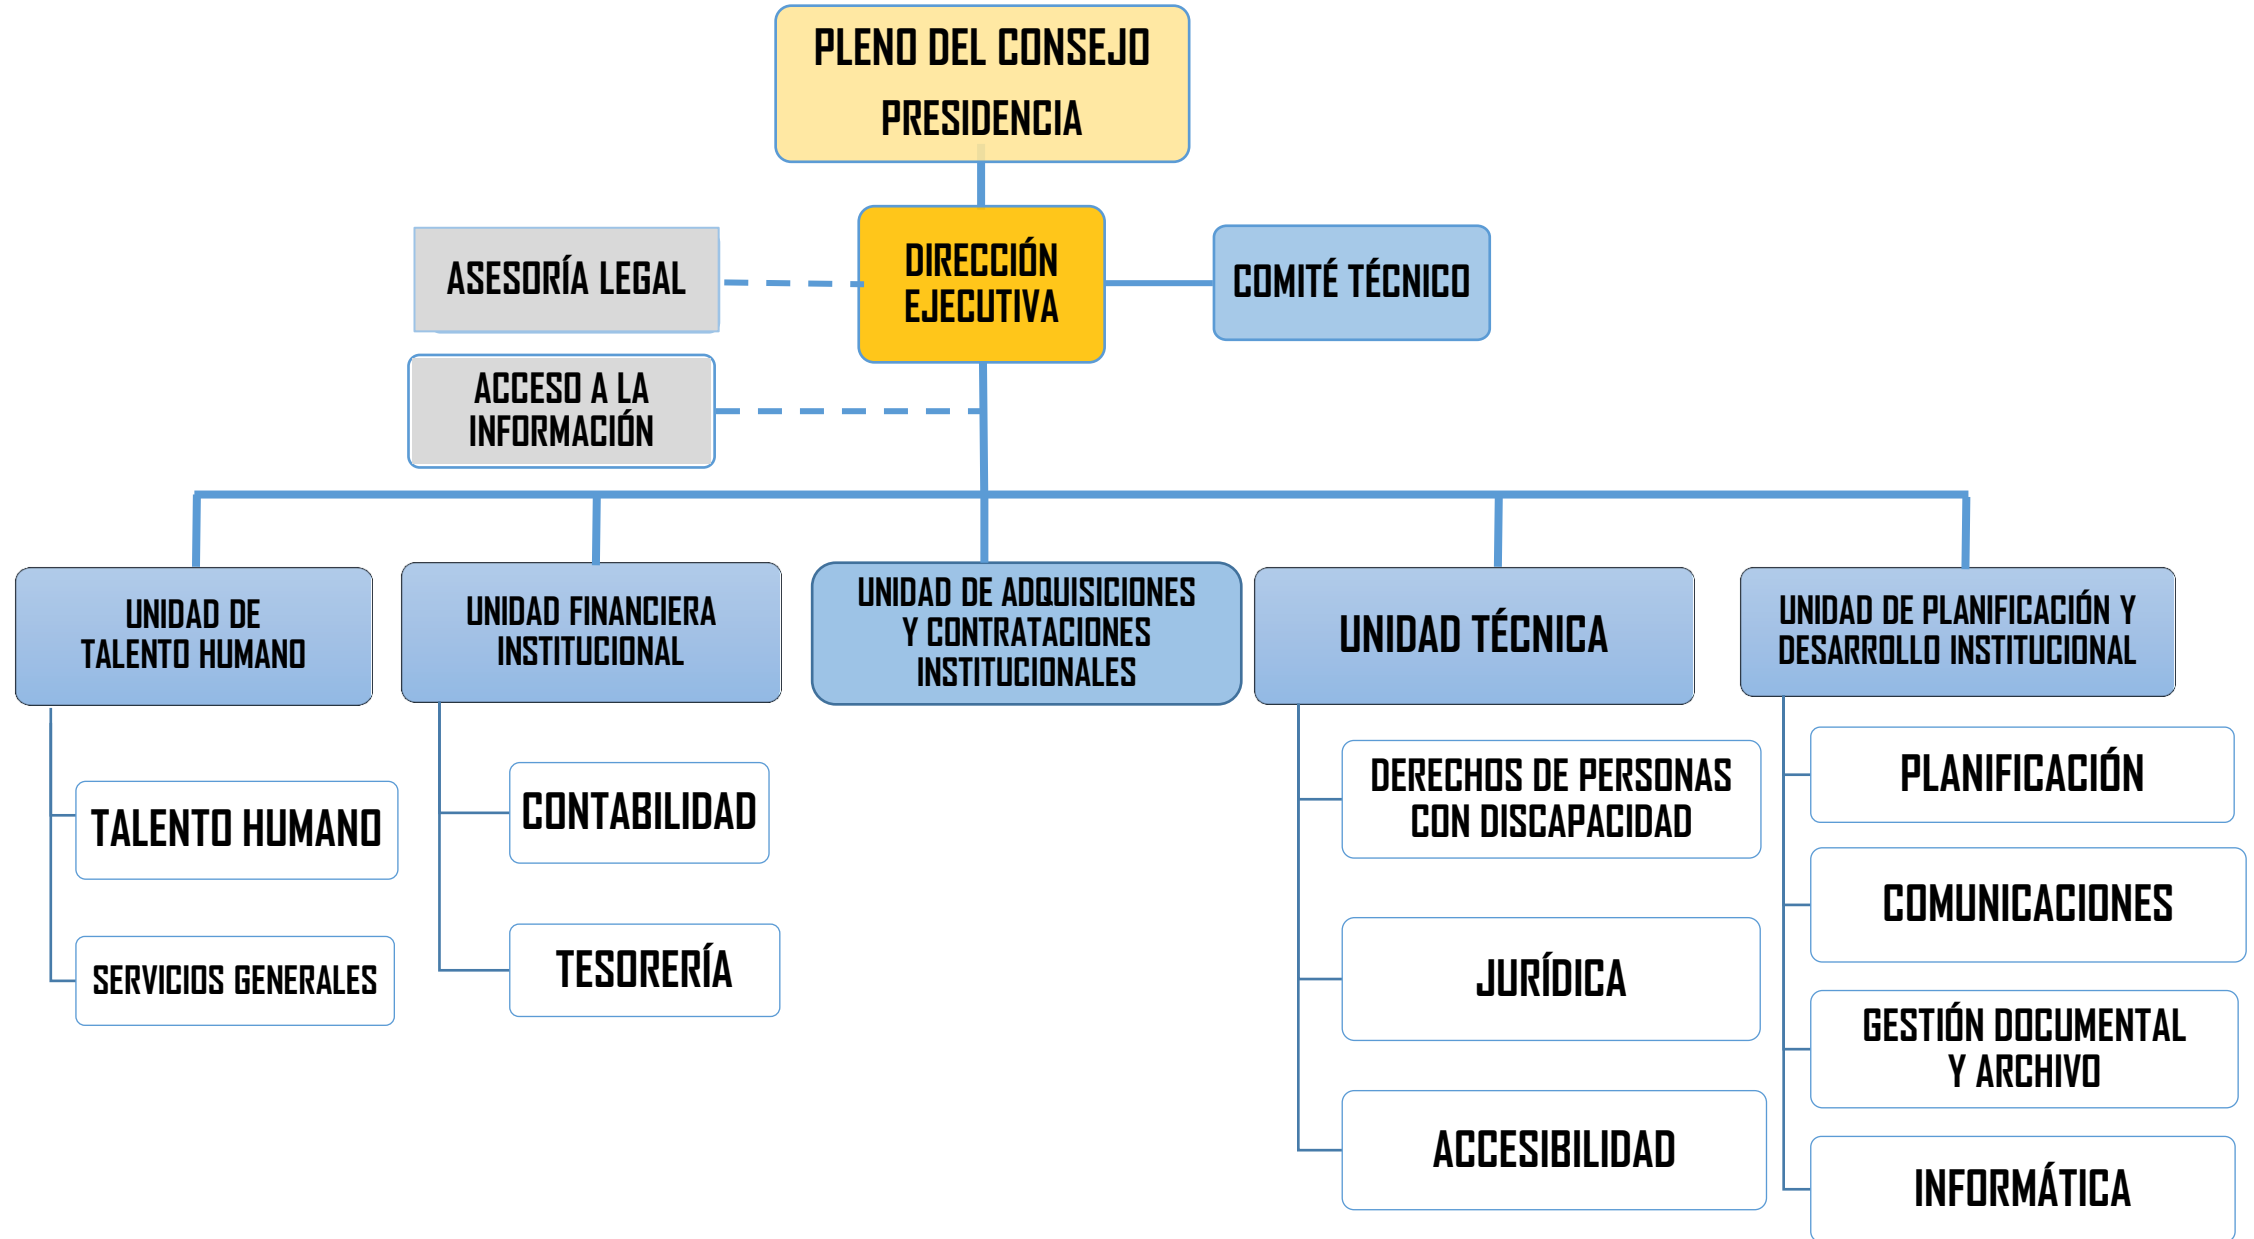 PLENO DEL CONSEJO
PRESIDENCIA
DIRECCIÓN
EJECUTIVA
ASESORÍA LEGAL
COMITÉ TÉCNICO
ACCESO A LA
INFORMACIÓN
UNIDAD DE
TALENTO HUMANO
UNIDAD FINANCIERA
INSTITUCIONAL
UNIDAD DE ADQUISICIONES
Y CONTRATACIONES
INSTITUCIONALES
UNIDAD TÉCNICA
UNIDAD DE PLANIFICACIÓN Y
DESARROLLO INSTITUCIONAL
TALENTO HUMANO
SERVICIOS GENERALES
CONTABILIDAD
TESORERÍA
DERECHOS DE PERSONAS
CON DISCAPACIDAD
JURÍDICA
ACCESIBILIDAD
PLANIFICACIÓN
COMUNICACIONES
GESTIÓN DOCUMENTAL
Y ARCHIVO
INFORMÁTICA